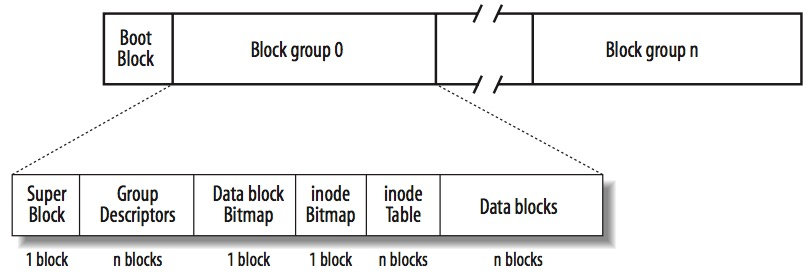 Boot
Block
Block group 0
Block group n
Super
Block
Group
Descriptors
Data block
Bitmap
inode
Bitmap
inode
Table
Data blocks
1 block
n blocks
1 block
1 block
n blocks
n blocks